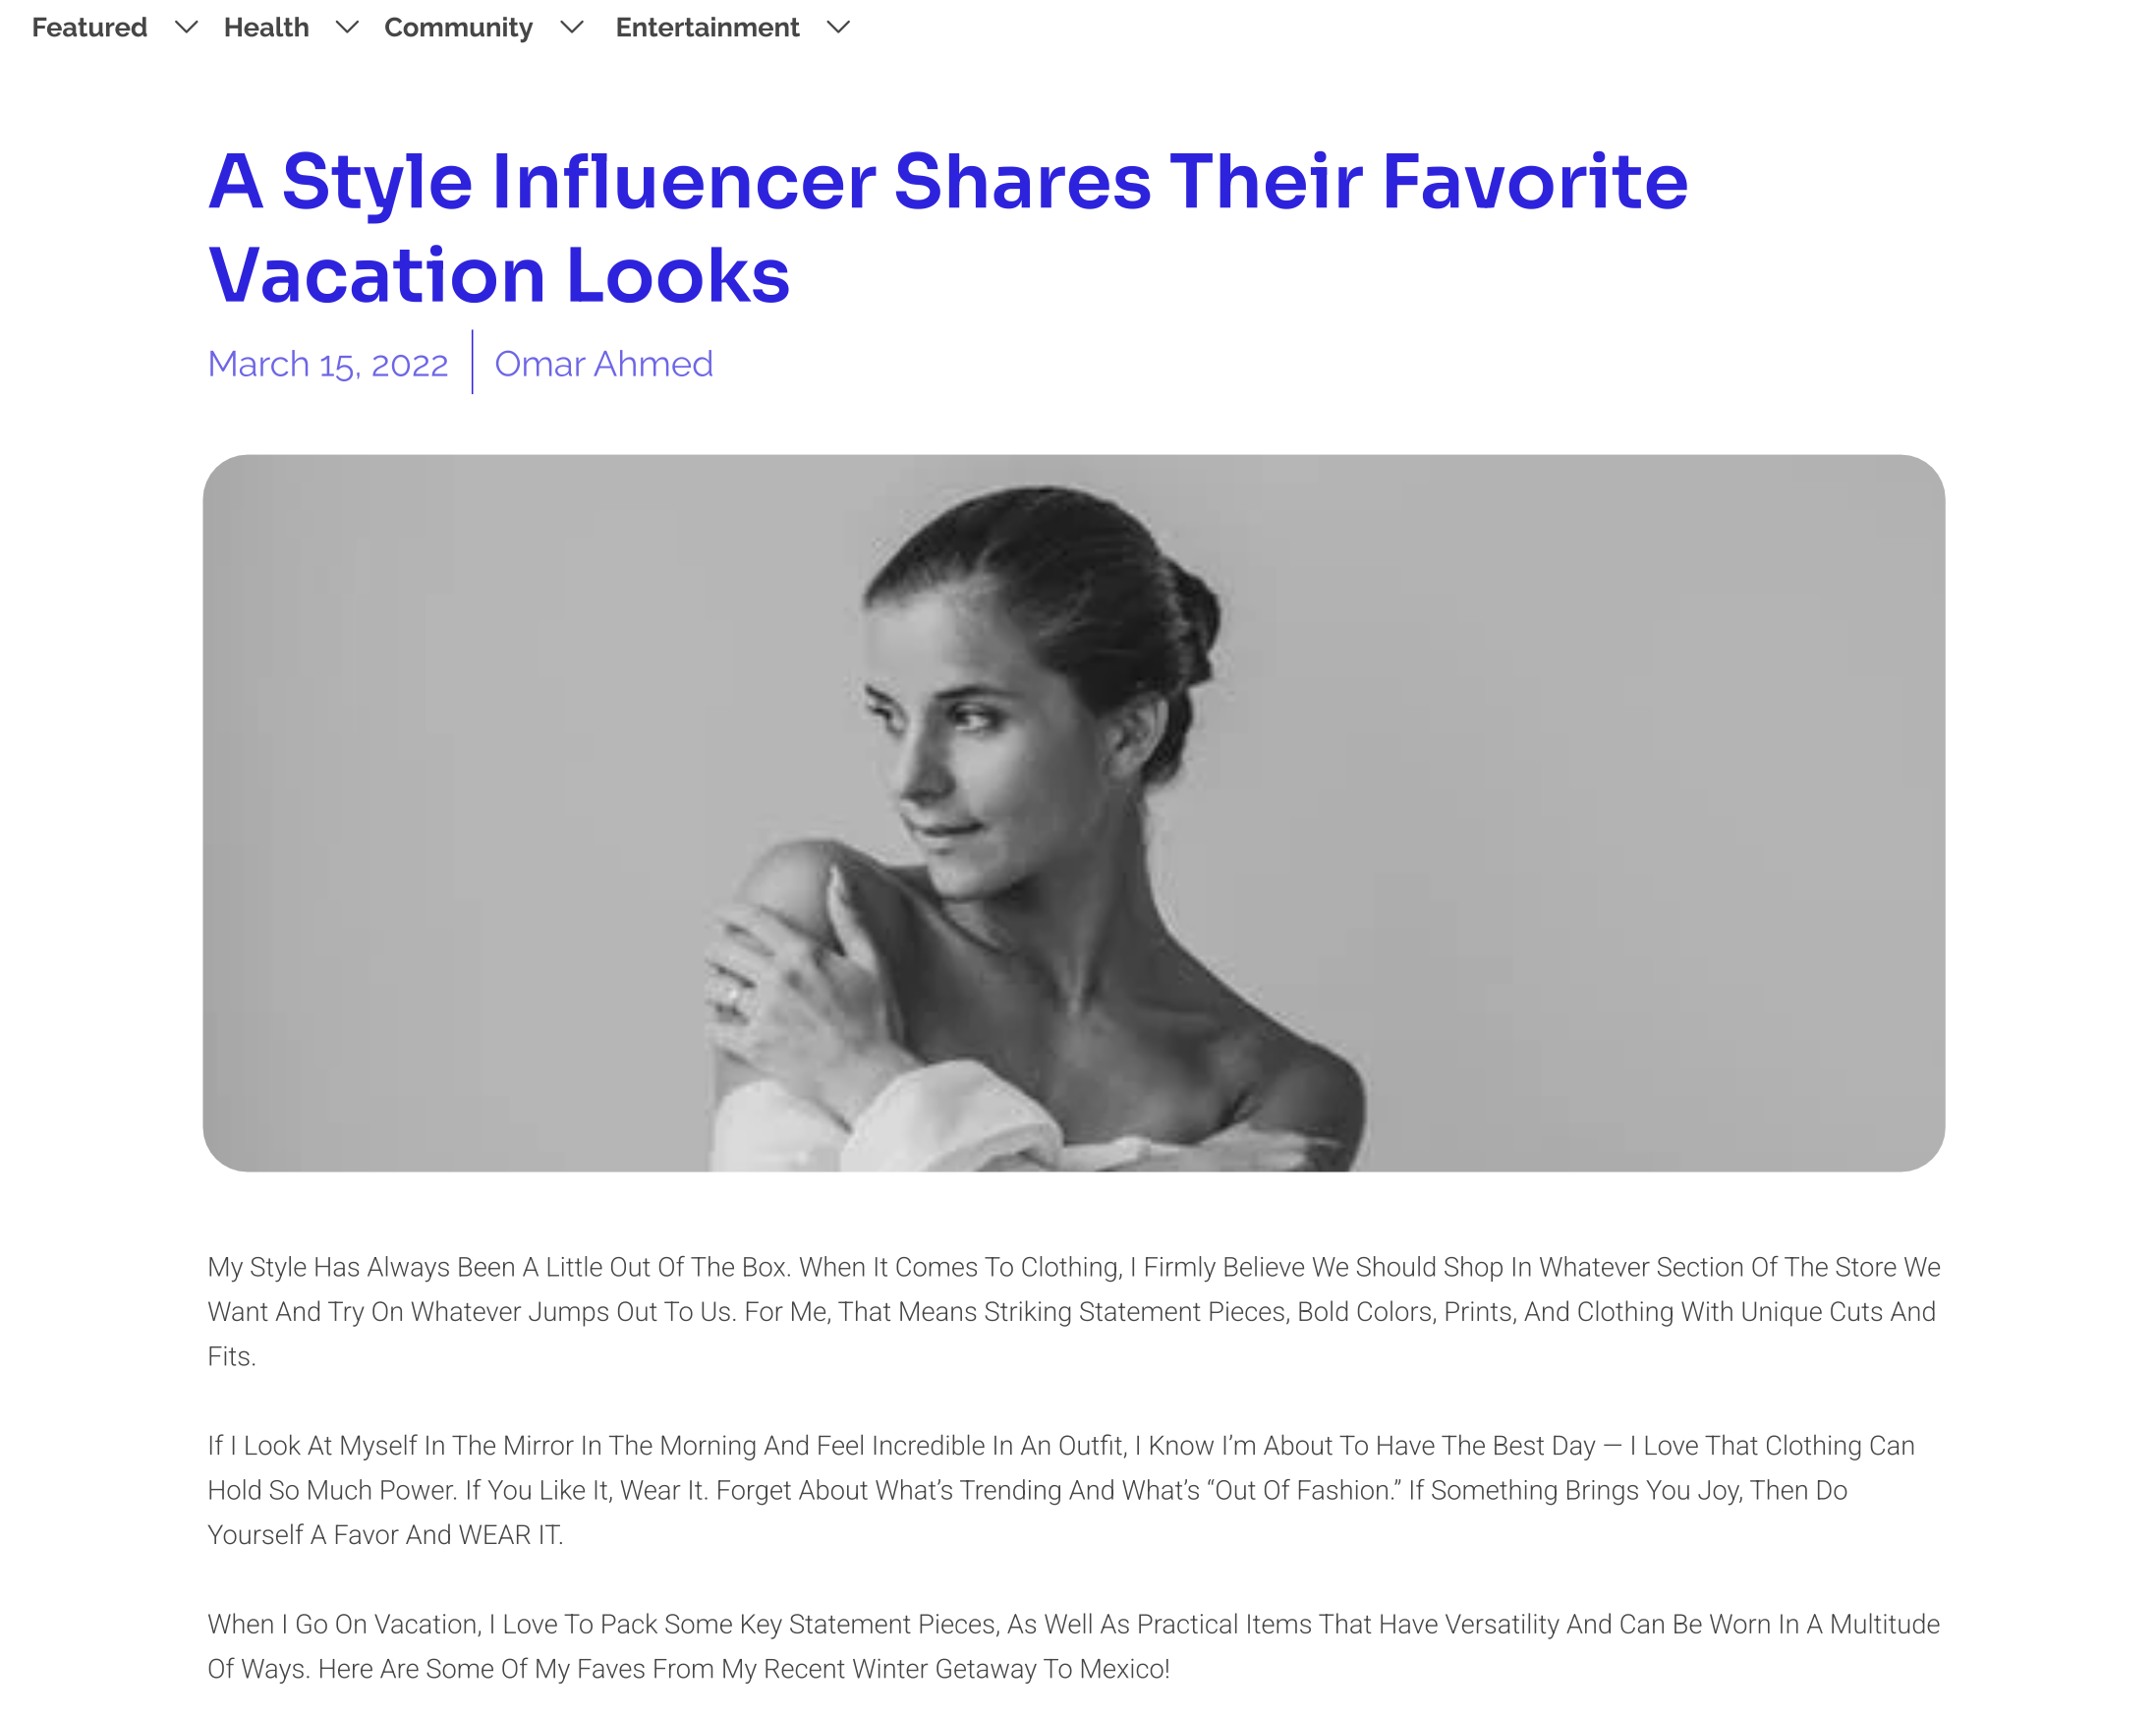 Featured Health Community Entertainment
A Style Influencer Shares Their Favorite
Vacation Looks
March 15, 2022 Omar Ahmed
My Style Has Always Been A Little Out Of The Box. When It Comes To Clothing, I Firmly Believe We Should Shop In Whatever Section Of The Store We
Want And Try On Whatever Jumps Out To Us. For Me, That Means Striking Statement Pieces, Bold Colors, Prints, And Clothing With Unique Cuts And
Fits.
If I Look At Myself In The Mirror In The Morning And Feel Incredible In An Outfit, I Know I’m About To Have The Best Day — I Love That Clothing Can
Hold So Much Power. If You Like It, Wear It. Forget About What’s Trending And What’s “Out Of Fashion.” If Something Brings You Joy, Then Do
Yourself A Favor And WEAR IT.
When I Go On Vacation, I Love To Pack Some Key Statement Pieces, As Well As Practical Items That Have Versatility And Can Be Worn In A Multitude
Of Ways. Here Are Some Of My Faves From My Recent Winter Getaway To Mexico!